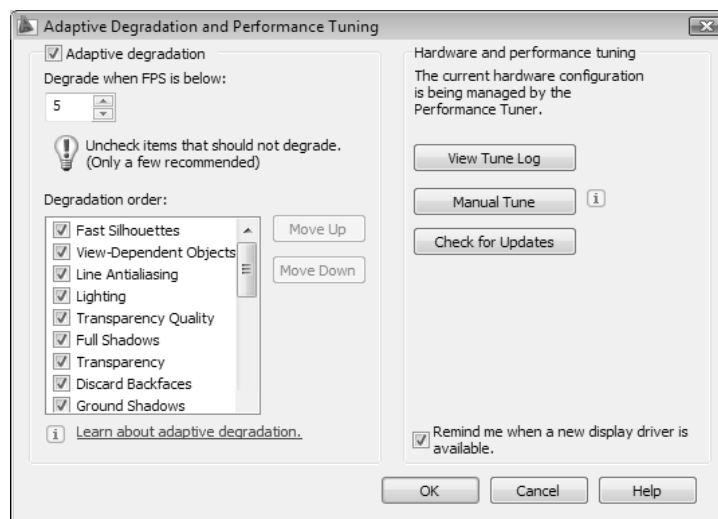 Adaptive Degradation and Performance Tuning
Adaptive degradation
Degrade when FPS is below:
5
Uncheck items that should not degrade.
(Only a few recommended)
Degradation order:
Fast Silhouettes
View-Dependent Objects
Line Antialiasing
Lighting
Transparency Quality
Full Shadows
Transparency
Discard Backfaces
Ground Shadows
Move Up
Move Down
Learn about adaptive degradation.
Hardware and performance tuning
The current hardware configuration
is being managed by the
Performance Tuner.
View Tune Log
Manual Tune
Check for Updates
Remind me when a new display driver is
available.
OK
Cancel
Help